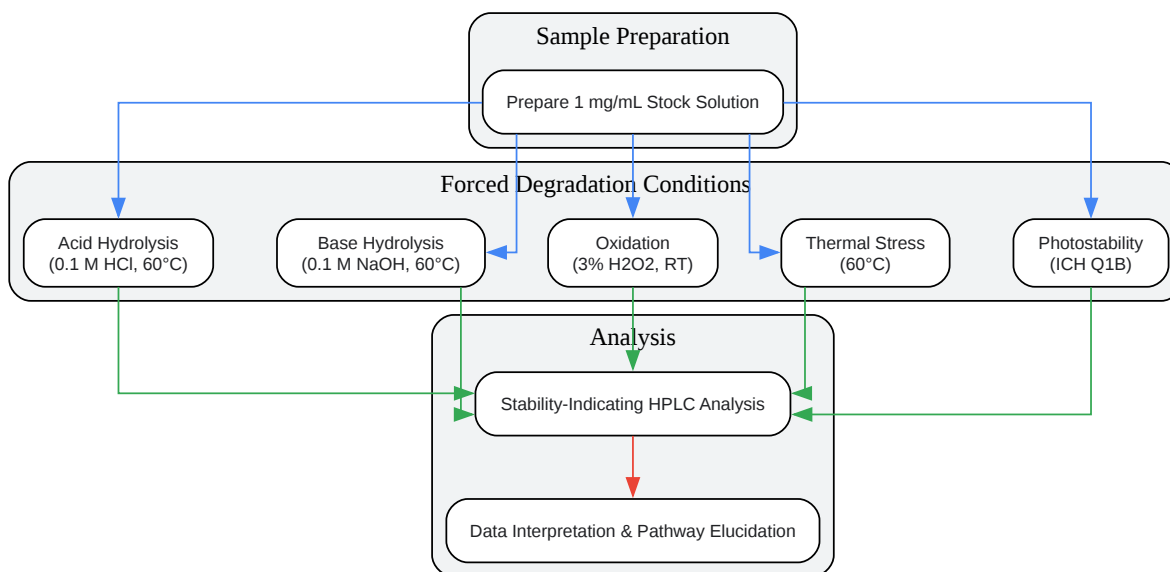 Sample Preparation
Prepare 1 mg/mL Stock Solution
Forced Degradation Conditions
Acid Hydrolysis
(0.1 M HCl, 60°C)
Base Hydrolysis
(0.1 M NaOH, 60°C)
Oxidation
(3% H2O2, RT)
Thermal Stress
(60°C)
Photostability
(ICH Q1B)
Analysis
Stability-Indicating HPLC Analysis
Data Interpretation & Pathway Elucidation